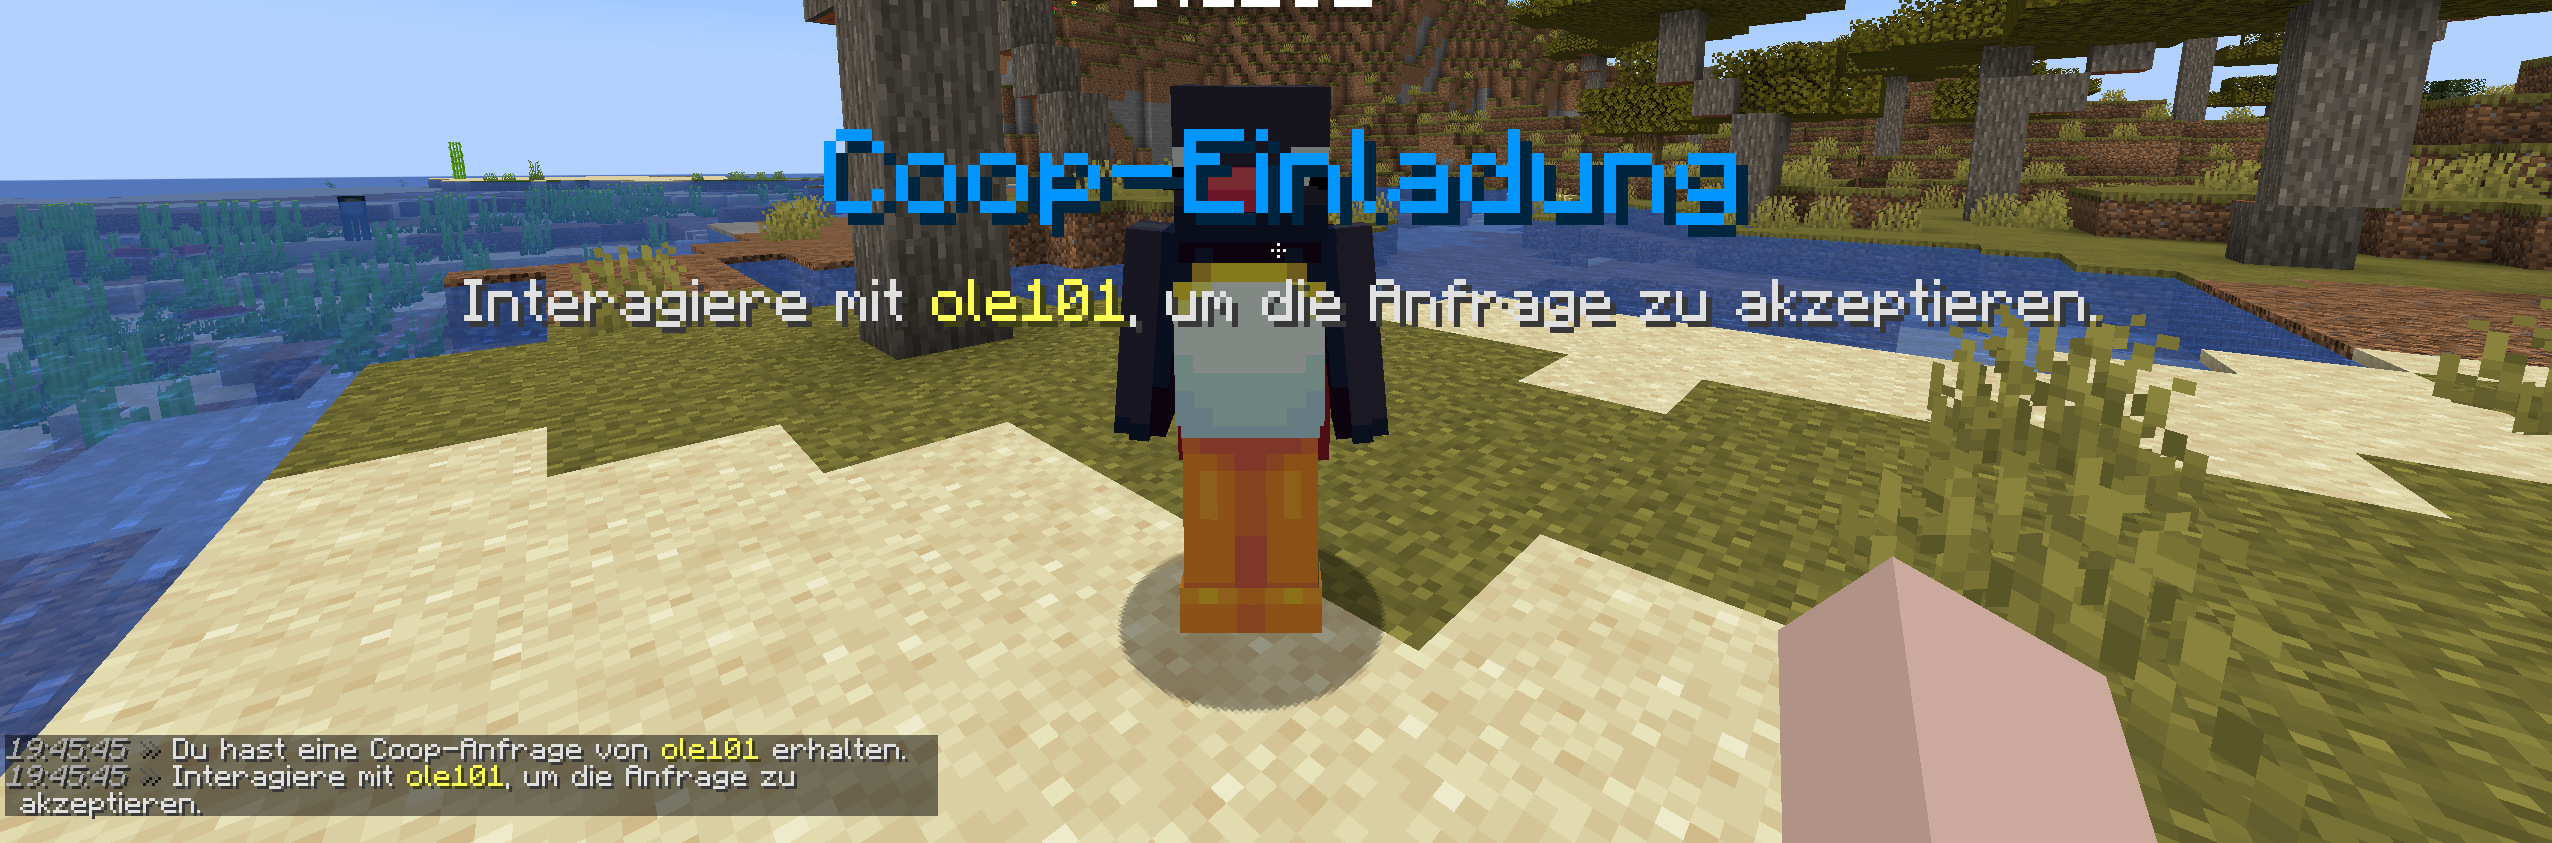 Coop-Einladung
Interagiere mit ole101, um die Anfrage zu akzeptieren.
19:45:45 » Du hast eine Coop-Anfrage von ole101 erhalten.
19:45:45 » Interagiere mit ole101, um die Anfrage zu
akzeptieren.